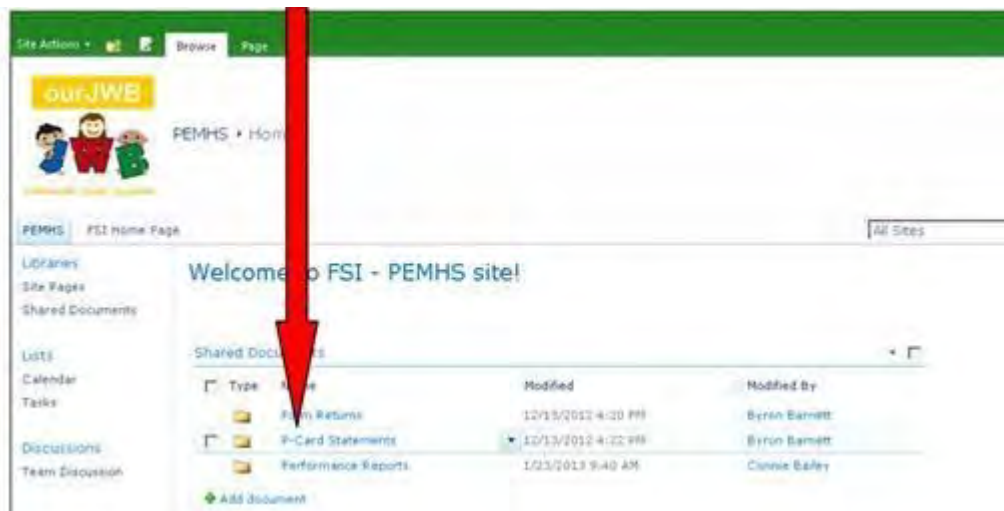 Site Actions
Browse
Page
ourJWB
JWB
PEMHS
PEMHS
FSI Home Page
All Sites
Libraries
Site Pages
Shared Documents
Welcome to FSI - PEMHS site!
Lists
Calendar
Tasks
Shared Documents
Type
Modified
Modified By
Returns
12/13/2012 4:20 PM
Byron Barnett
P-Card Statements
12/13/2012 4:22 PM
Byron Barnett
Performance Reports
1/23/2013 9:40 AM
Connie Bailey
Add document
Discussions
Team Discussion